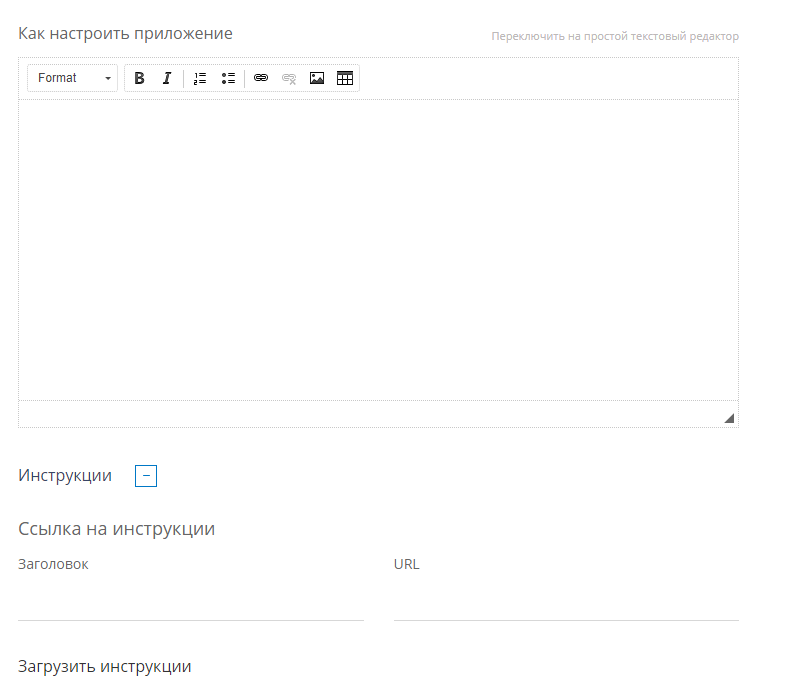 Как настроить приложение
Переключить на простой текстовый редактор
Format B I
Инструкции
Ссылка на инструкции
Заголовок URL
Загрузить инструкции